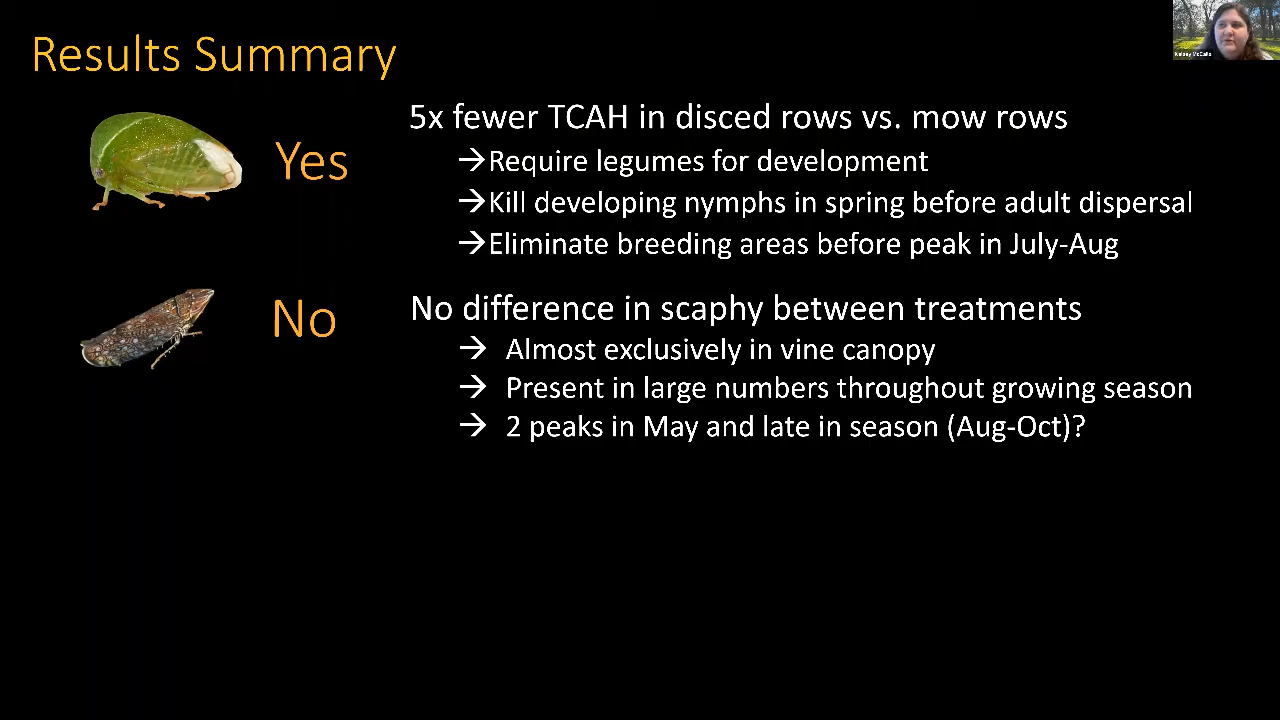 Results Summary
Kelsey McCalla
Yes
5x fewer TCAH in disced rows vs. mow rows
→Require legumes for development
→Kill developing nymphs in spring before adult dispersal
→Eliminate breeding areas before peak in July-Aug
No
No difference in scaphy between treatments
→ Almost exclusively in vine canopy
→ Present in large numbers throughout growing season
→ 2 peaks in May and late in season (Aug-Oct)?